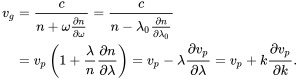 v_g = \frac{c}{n + \omega \frac{\partial n}{\partial \omega}} = \frac{c}{n - \lambda_0 \frac{\partial n}{\partial \lambda_0}}
= v_p \left( 1 + \frac{\lambda}{n} \frac{\partial n}{\partial \lambda} \right) = v_p - \lambda \frac{\partial v_p}{\partial \lambda} = v_p + k \frac{\partial v_p}{\partial k}.